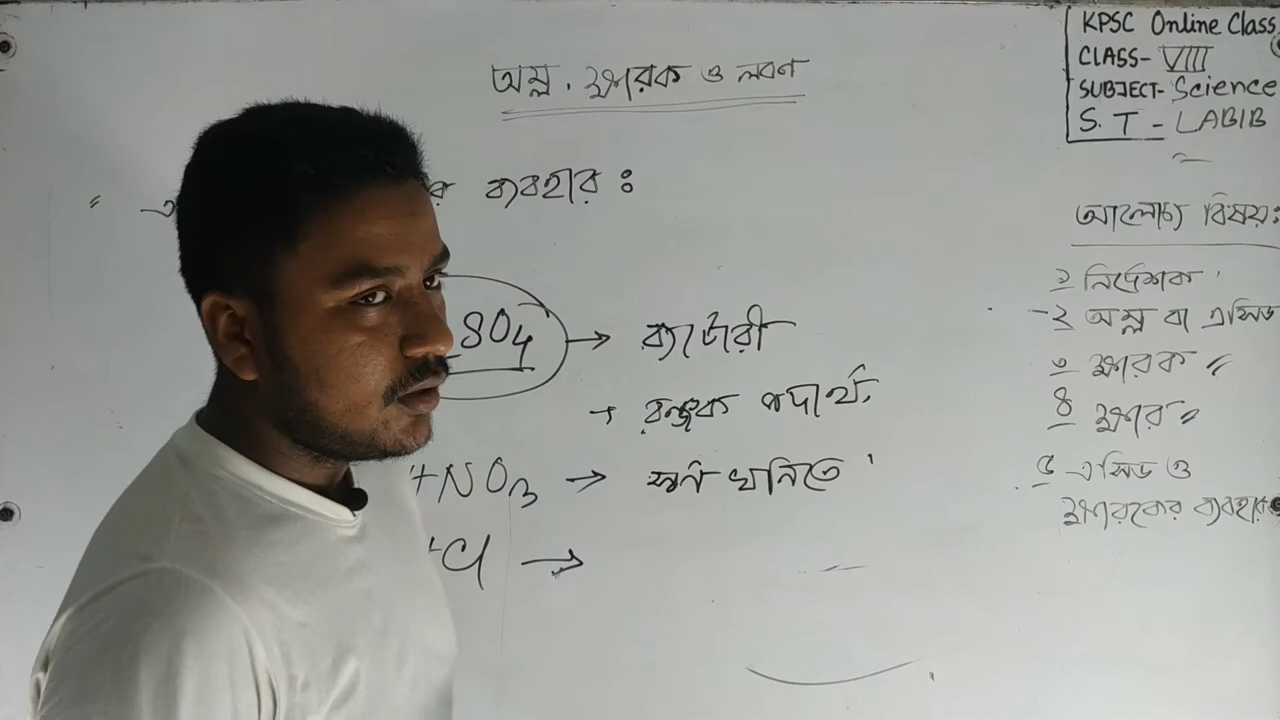 KPSC Online Class
CLASS- VIII
SUBJECT- Science
S. T - LABIB
অম্ল, ক্ষারক ও লবণ
ব্যবহার ঃ
SO4 → ব্যাটারী
→ রঞ্জক পদার্থ
HNO3 → স্বর্ন খনিতে
Cl →
আলোচ্য বিষয়:
১ নির্দেশক
-২ অম্ল বা এসিড
৩ ক্ষারক "
৪ ক্ষার "
৫ এসিড ও
ক্ষারকের ব্যবহার